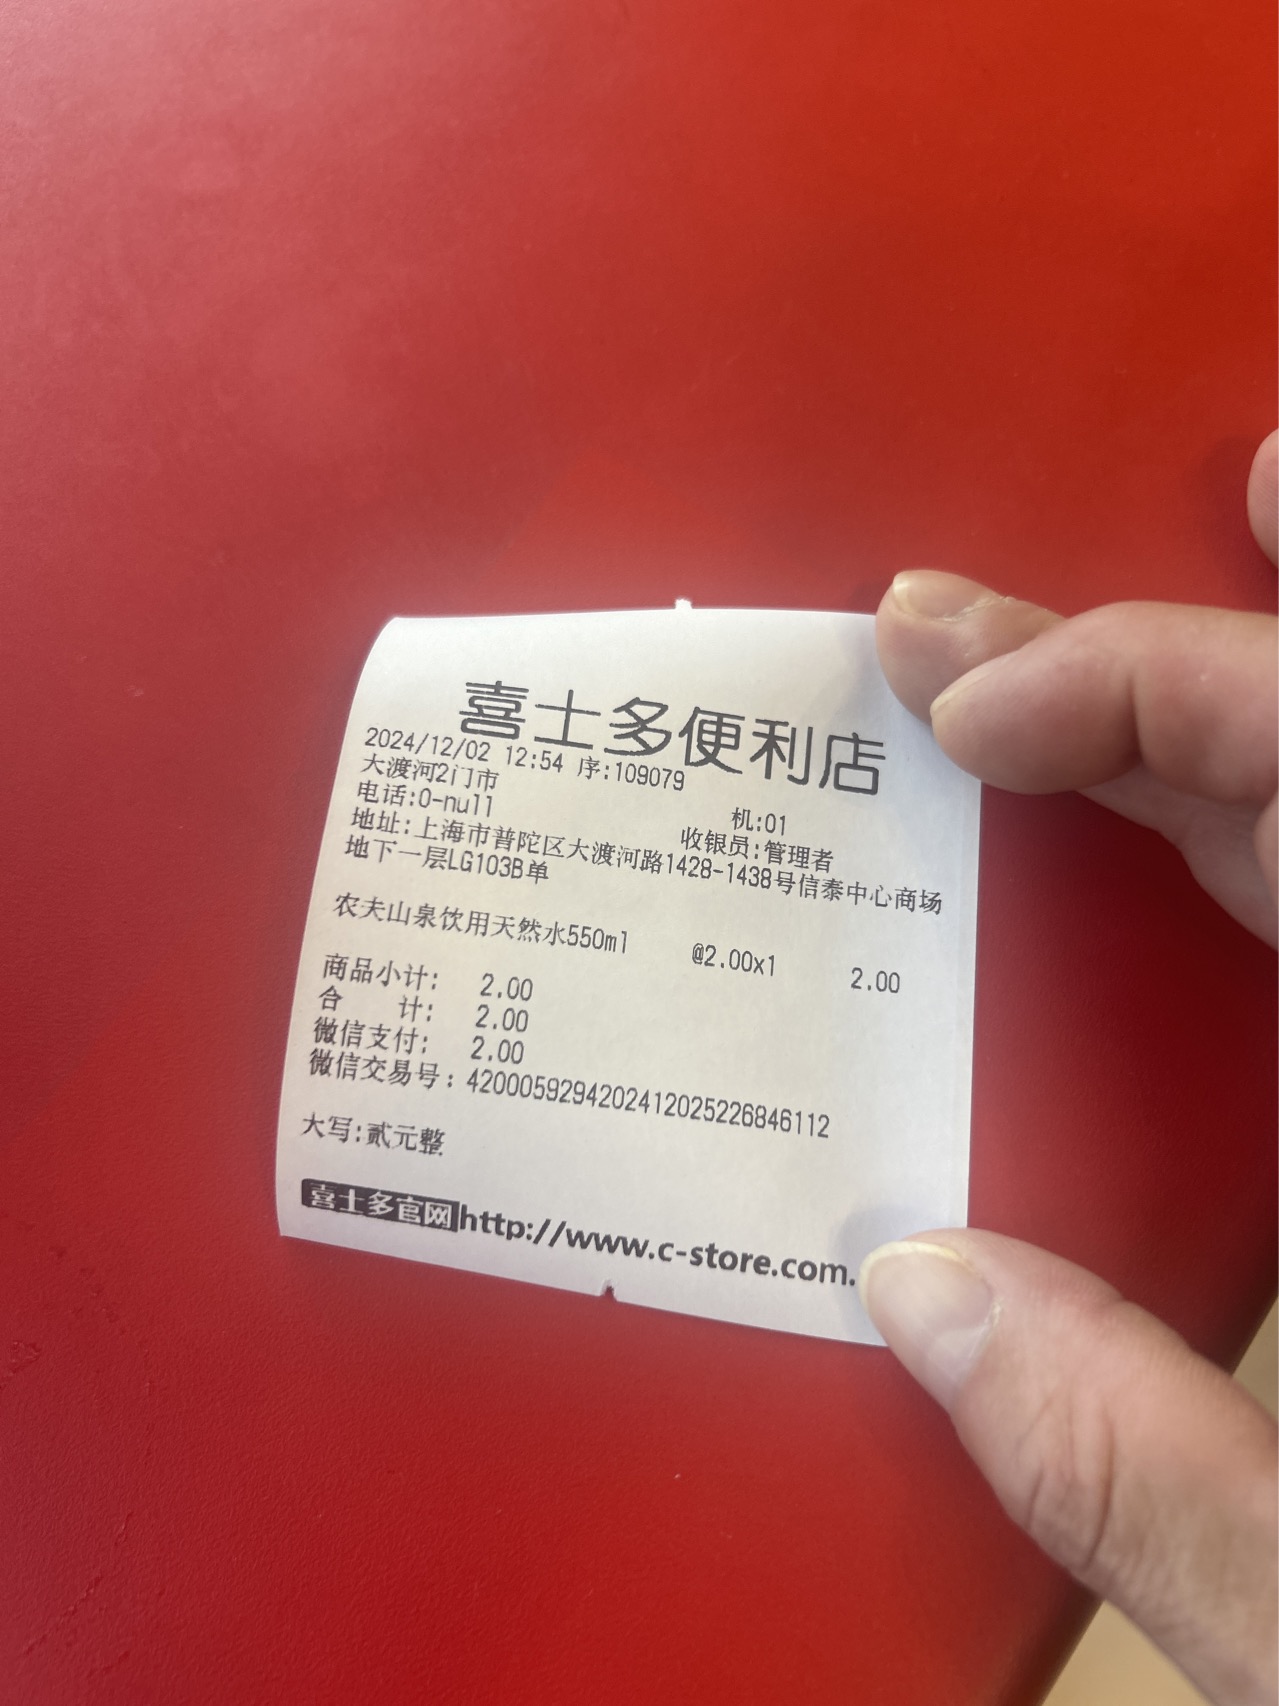 喜士多便利店
2024/12/02 12:54 序:109079
大渡河2门市 机:01
电话:0-null 收银员:管理者
地址:上海市普陀区大渡河路1428-1438号信泰中心商场
地下一层LG103B单
农夫山泉饮用天然水550ml @2.00x1 2.00
商品小计: 2.00
合 计: 2.00
微信支付: 2.00
微信交易号:4200059294202412025226846112
大写:贰元整
喜士多官网http://www.c-store.com.